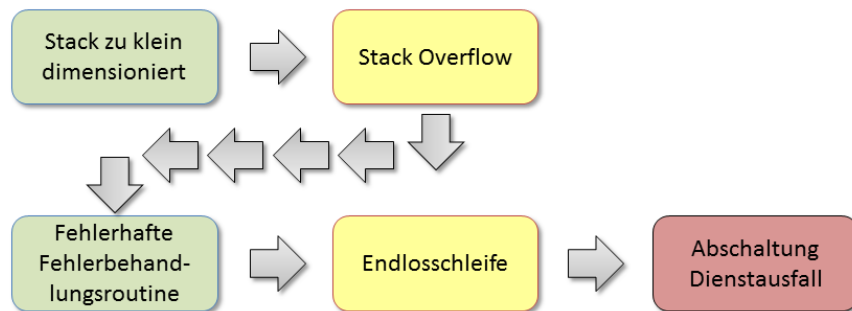 Stack zu klein
dimensioniert
Stack Overflow
Fehlerhafte
Fehlerbehand-
lungsroutine
Endlosschleife
Abschaltung
Dienstausfall